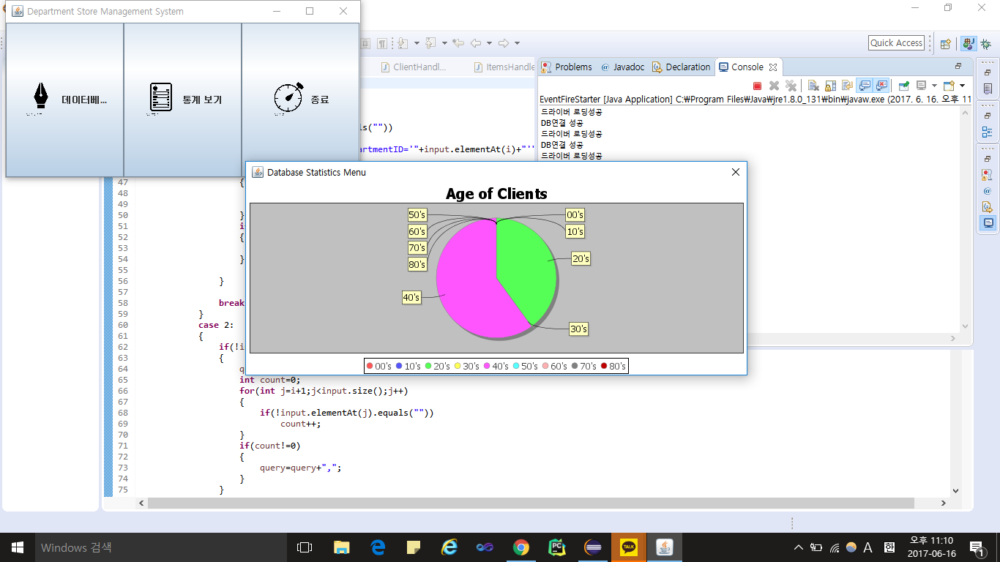 Department Store Management System
데이터베...
통계 보기
종료
Quick Access
ClientHandl...
ItemsHandle
Problems
Javadoc
Declaration
Console
EventFireStarter [Java Application] C:₩Program Files₩Java₩jre1.8.0_131₩bin₩javaw.exe (2017. 6. 16. 오후 11
드라이버 로딩성공
DB연결 성공
드라이버 로딩성공
DB연결 성공
드라이버 로딩성공
ls(""))
artmentID='"+input.elementAt(i)+"'"
Database Statistics Menu
Age of Clients
50's
60's
70's
80's
40's
00's
10's
20's
30's
00's 10's 20's 30's 40's 50's 60's 70's 80's
47 {
48
49
50 }
51 i
52 {
53
54 }
55
56 }
57
58 break
59 }
60 case 2:
61 {
62 if(!i
63 {
64 q
65 int count=0;
66 for(int j=i+1;j<input.size();j++)
67 {
68 if(!input.elementAt(j).equals(""))
69 count++;
70 }
71 if(count!=0)
72 {
73 query=query+",";
74 }
75 }
Windows 검색
PC
TALK
A
한
오후 11:10
2017-06-16
1